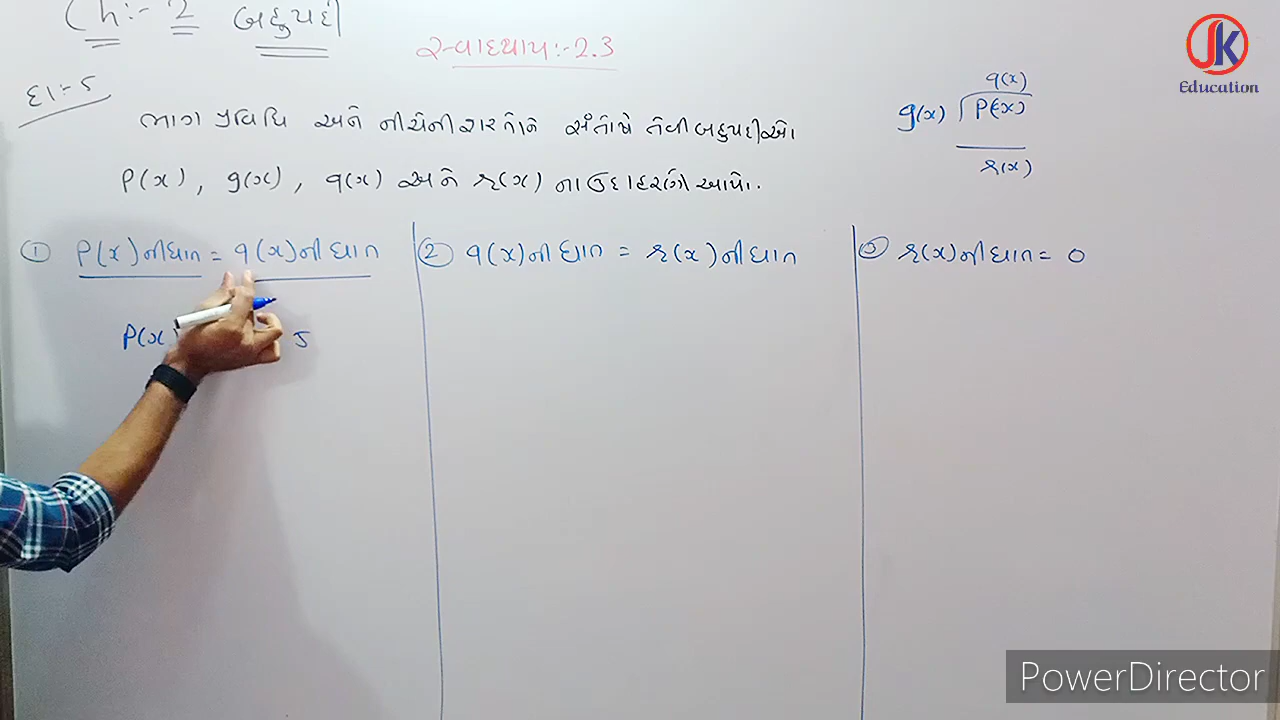 Ch:- 2 બહુપદી
સ્વાધ્યાય:- 2.3
JK
Education
દા:- 5
ભાગ પ્રવિધિ અને નીચેની શરતોને સંતોષે તેવી બહુપદીઓ
P(x), g(x), q(x) અને r(x) ના ઉદાહરણો આપો.
q(x)
g(x) P(x)
r(x)
① P(x)ની ઘાત = q(x)ની ઘાત
② q(x)ની ઘાત = r(x)ની ઘાત
③ r(x)ની ઘાત = 0
P(x) 5
PowerDirector